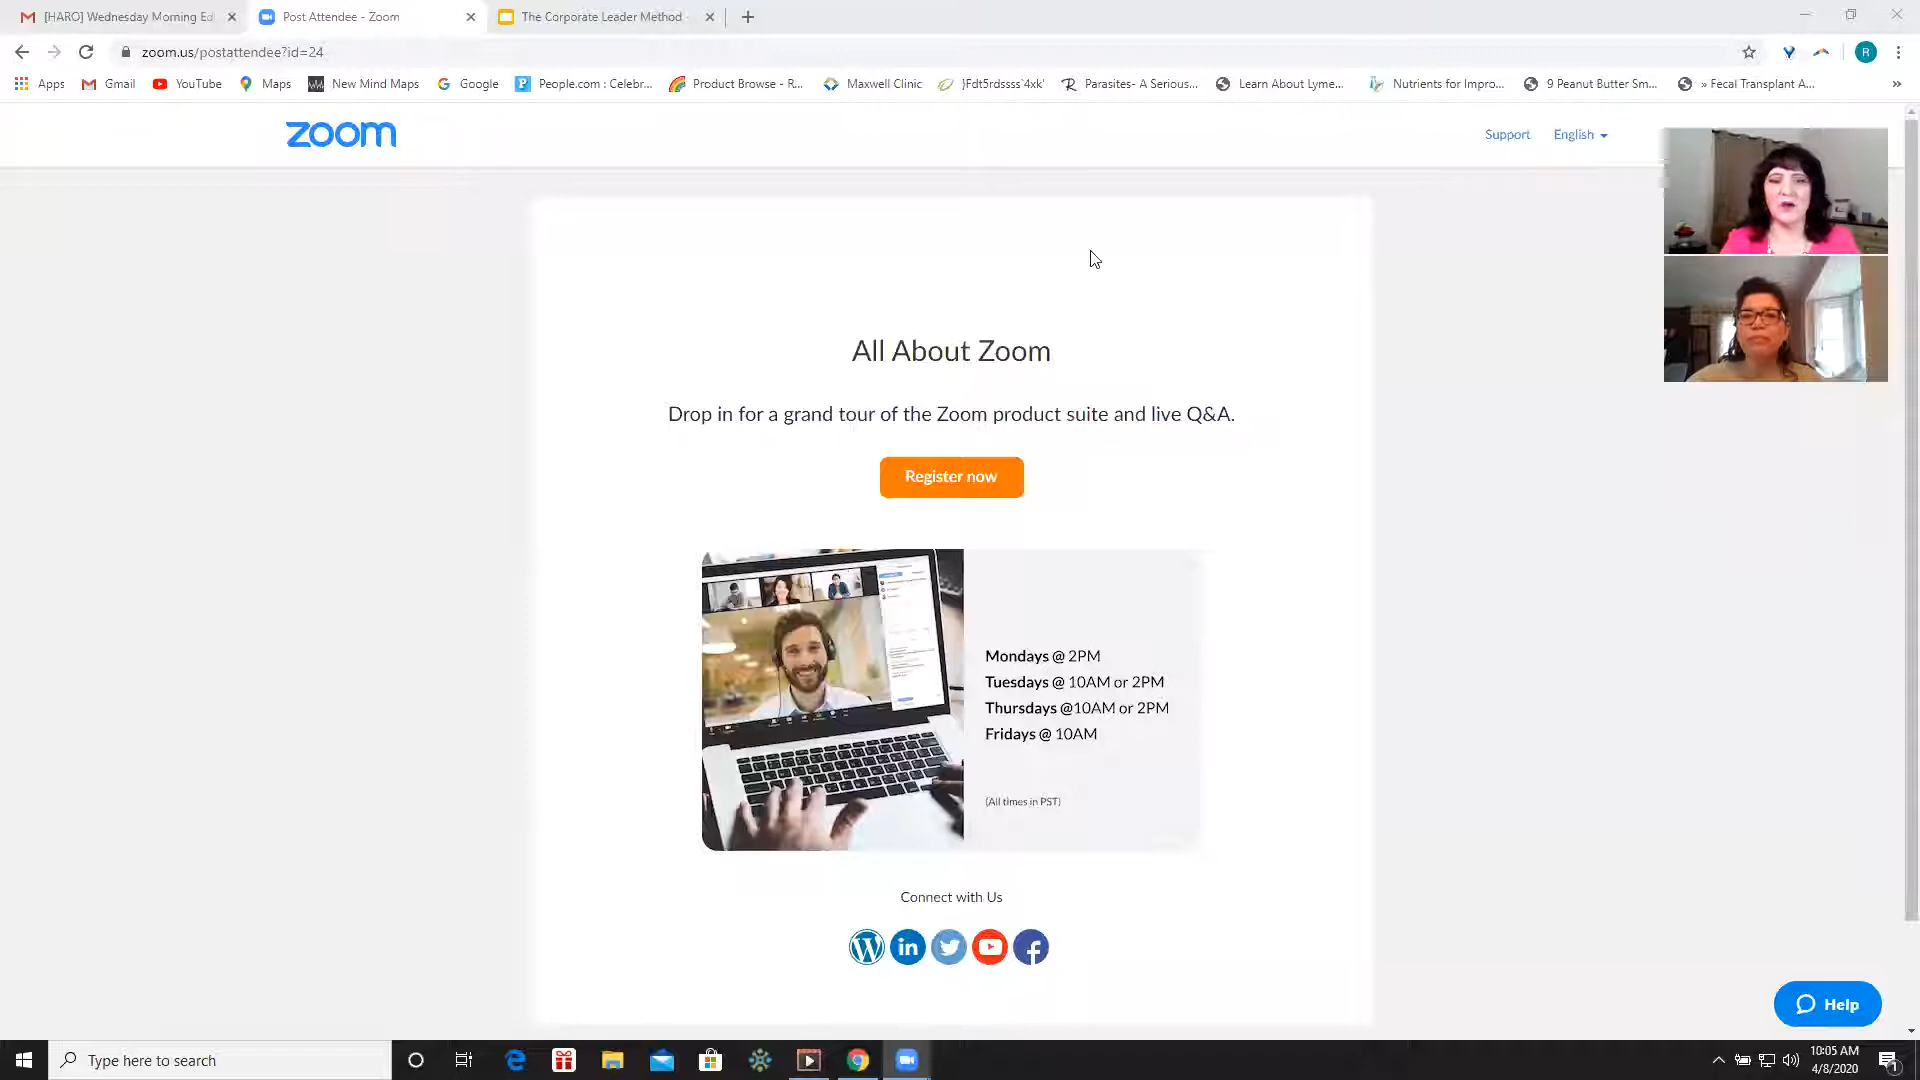 [HARO] Wednesday Morning Ed
Post Attendee - Zoom
The Corporate Leader Method
zoom.us/postattendee?id=24
R
Apps
Gmail
YouTube
Maps
New Mind Maps
Google
People.com : Celebr...
Product Browse - R...
Maxwell Clinic
}Fdt5rdssss`4xk'
Parasites- A Serious...
Learn About Lyme...
Nutrients for Impro...
9 Peanut Butter Sm...
» Fecal Transplant A...
»
zoom
Support
English
All About Zoom
Drop in for a grand tour of the Zoom product suite and live Q&A.
Register now
Mondays @ 2PM
Tuesdays @ 10AM or 2PM
Thursdays @10AM or 2PM
Fridays @ 10AM
(All times in PST)
Connect with Us
Help
Type here to search
10:05 AM
4/8/2020
1